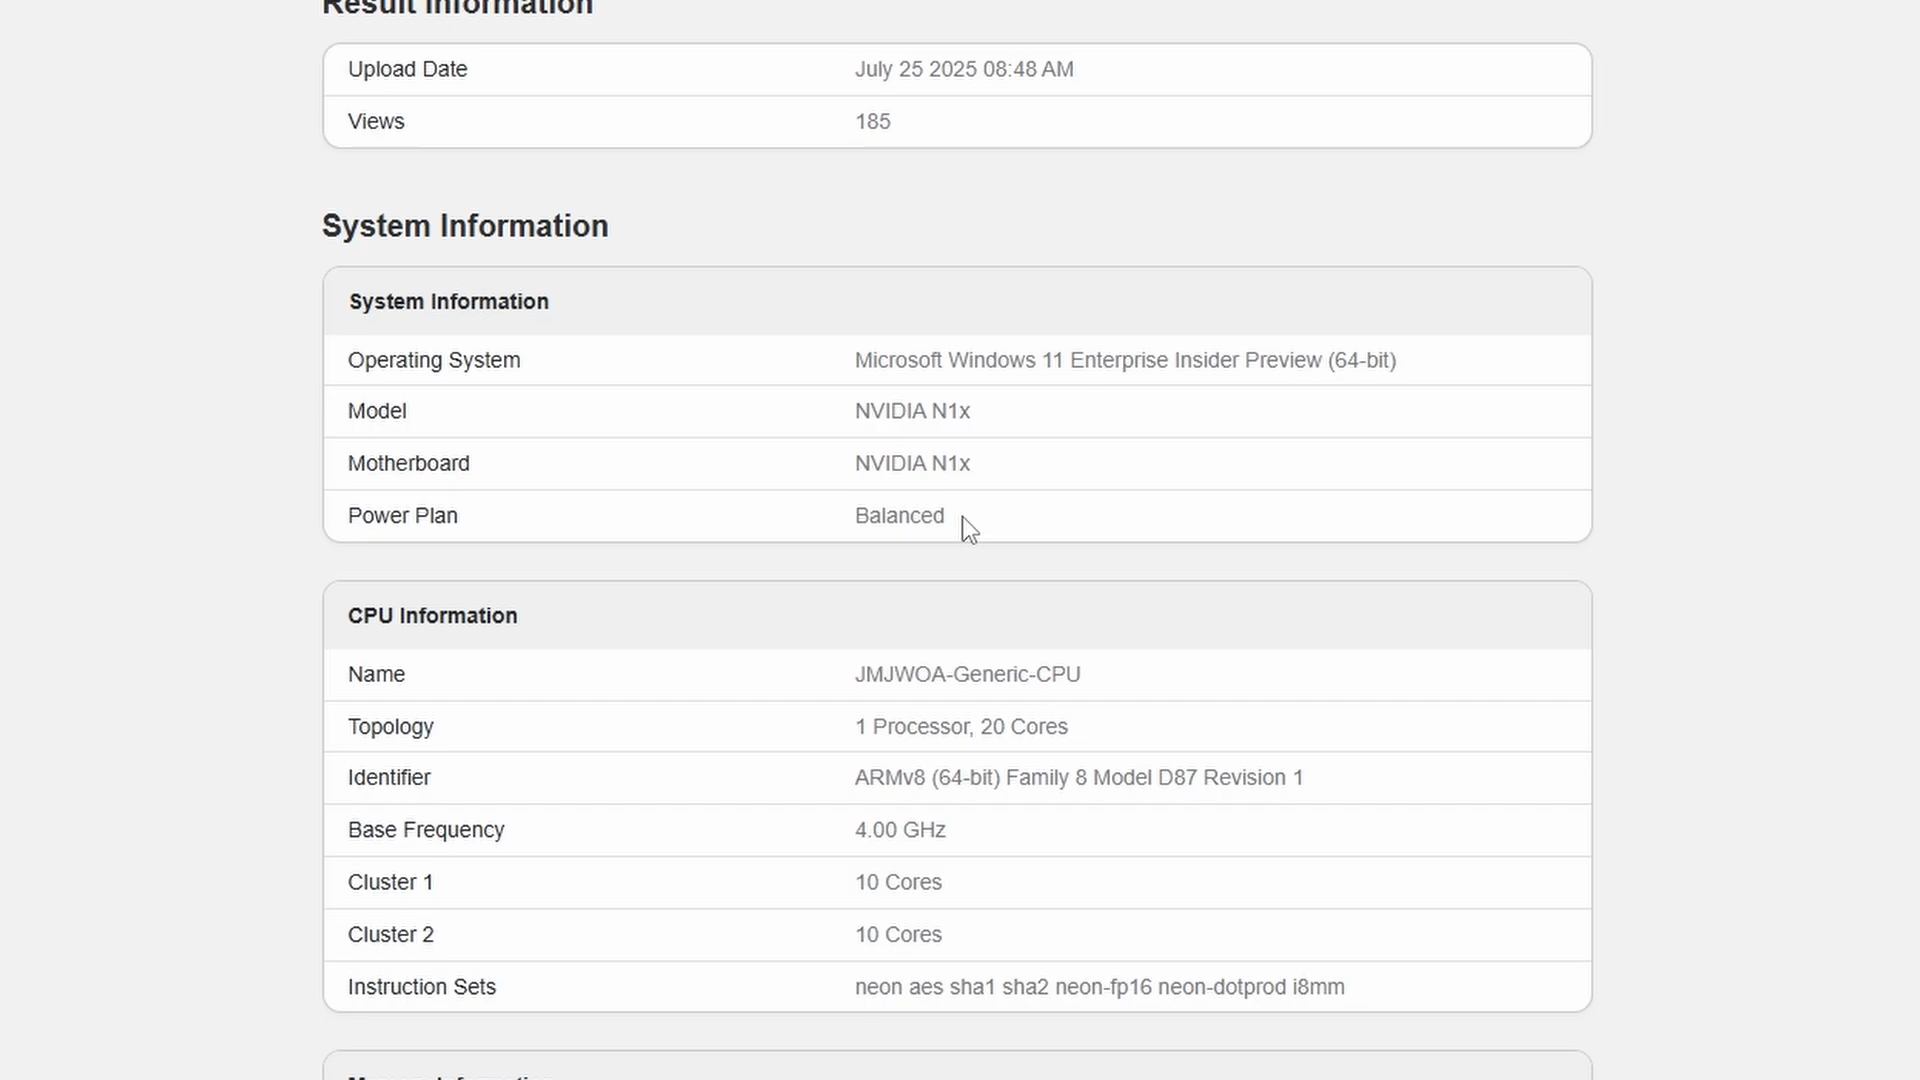 Result Information
Upload Date July 25 2025 08:48 AM
Views 185
System Information
System Information
Operating System Microsoft Windows 11 Enterprise Insider Preview (64-bit)
Model NVIDIA N1x
Motherboard NVIDIA N1x
Power Plan Balanced
CPU Information
Name JMJWOA-Generic-CPU
Topology 1 Processor, 20 Cores
Identifier ARMv8 (64-bit) Family 8 Model D87 Revision 1
Base Frequency 4.00 GHz
Cluster 1 10 Cores
Cluster 2 10 Cores
Instruction Sets neon aes sha1 sha2 neon-fp16 neon-dotprod i8mm